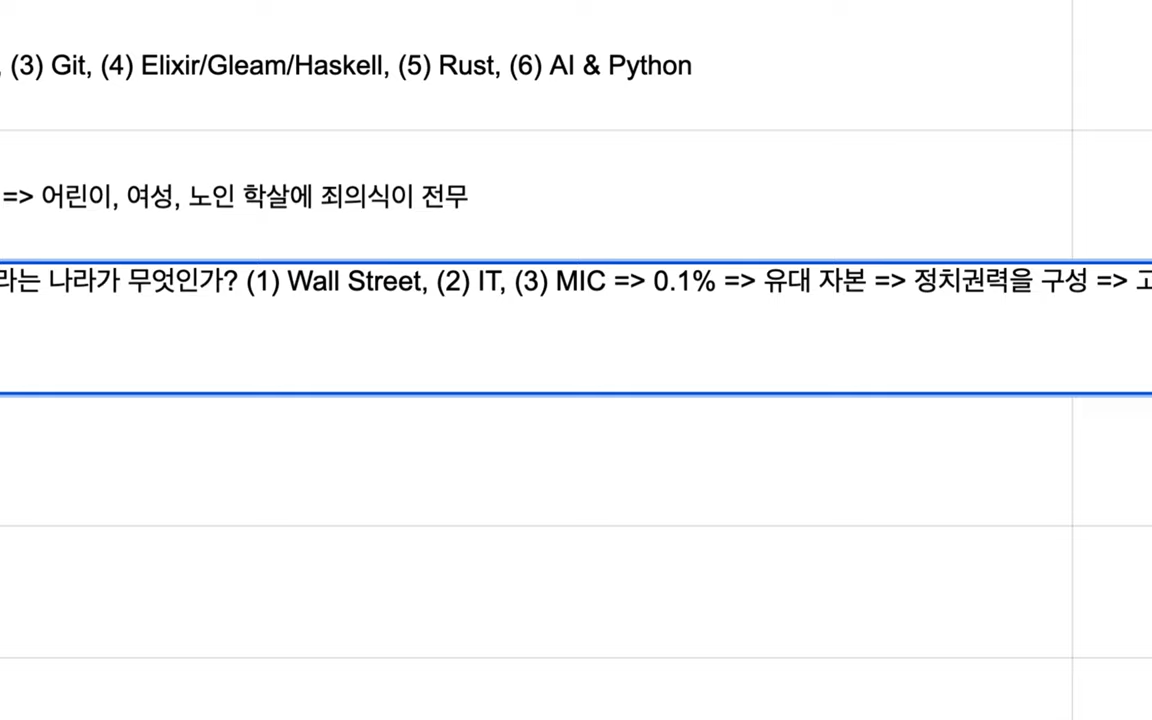 , (3) Git, (4) Elixir/Gleam/Haskell, (5) Rust, (6) AI & Python
=> 어린이, 여성, 노인 학살에 죄의식이 전무
라는 나라가 무엇인가? (1) Wall Street, (2) IT, (3) MIC => 0.1% => 유대 자본 => 정치권력을 구성 =>